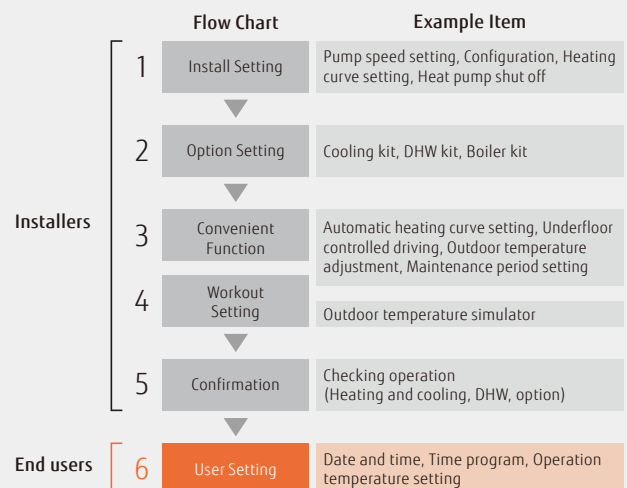 Flow Chart
Example Item
Installers
1
Install Setting
Pump speed setting, Configuration, Heating
curve setting, Heat pump shut off
2
Option Setting
Cooling kit, DHW kit, Boiler kit
3
Convenient
Function
Automatic heating curve setting, Underfloor
controlled driving, Outdoor temperature
adjustment, Maintenance period setting
4
Workout
Setting
Outdoor temperature simulator
5
Confirmation
Checking operation
(Heating and cooling, DHW, option)
End users
6
User Setting
Date and time, Time program, Operation
temperature setting